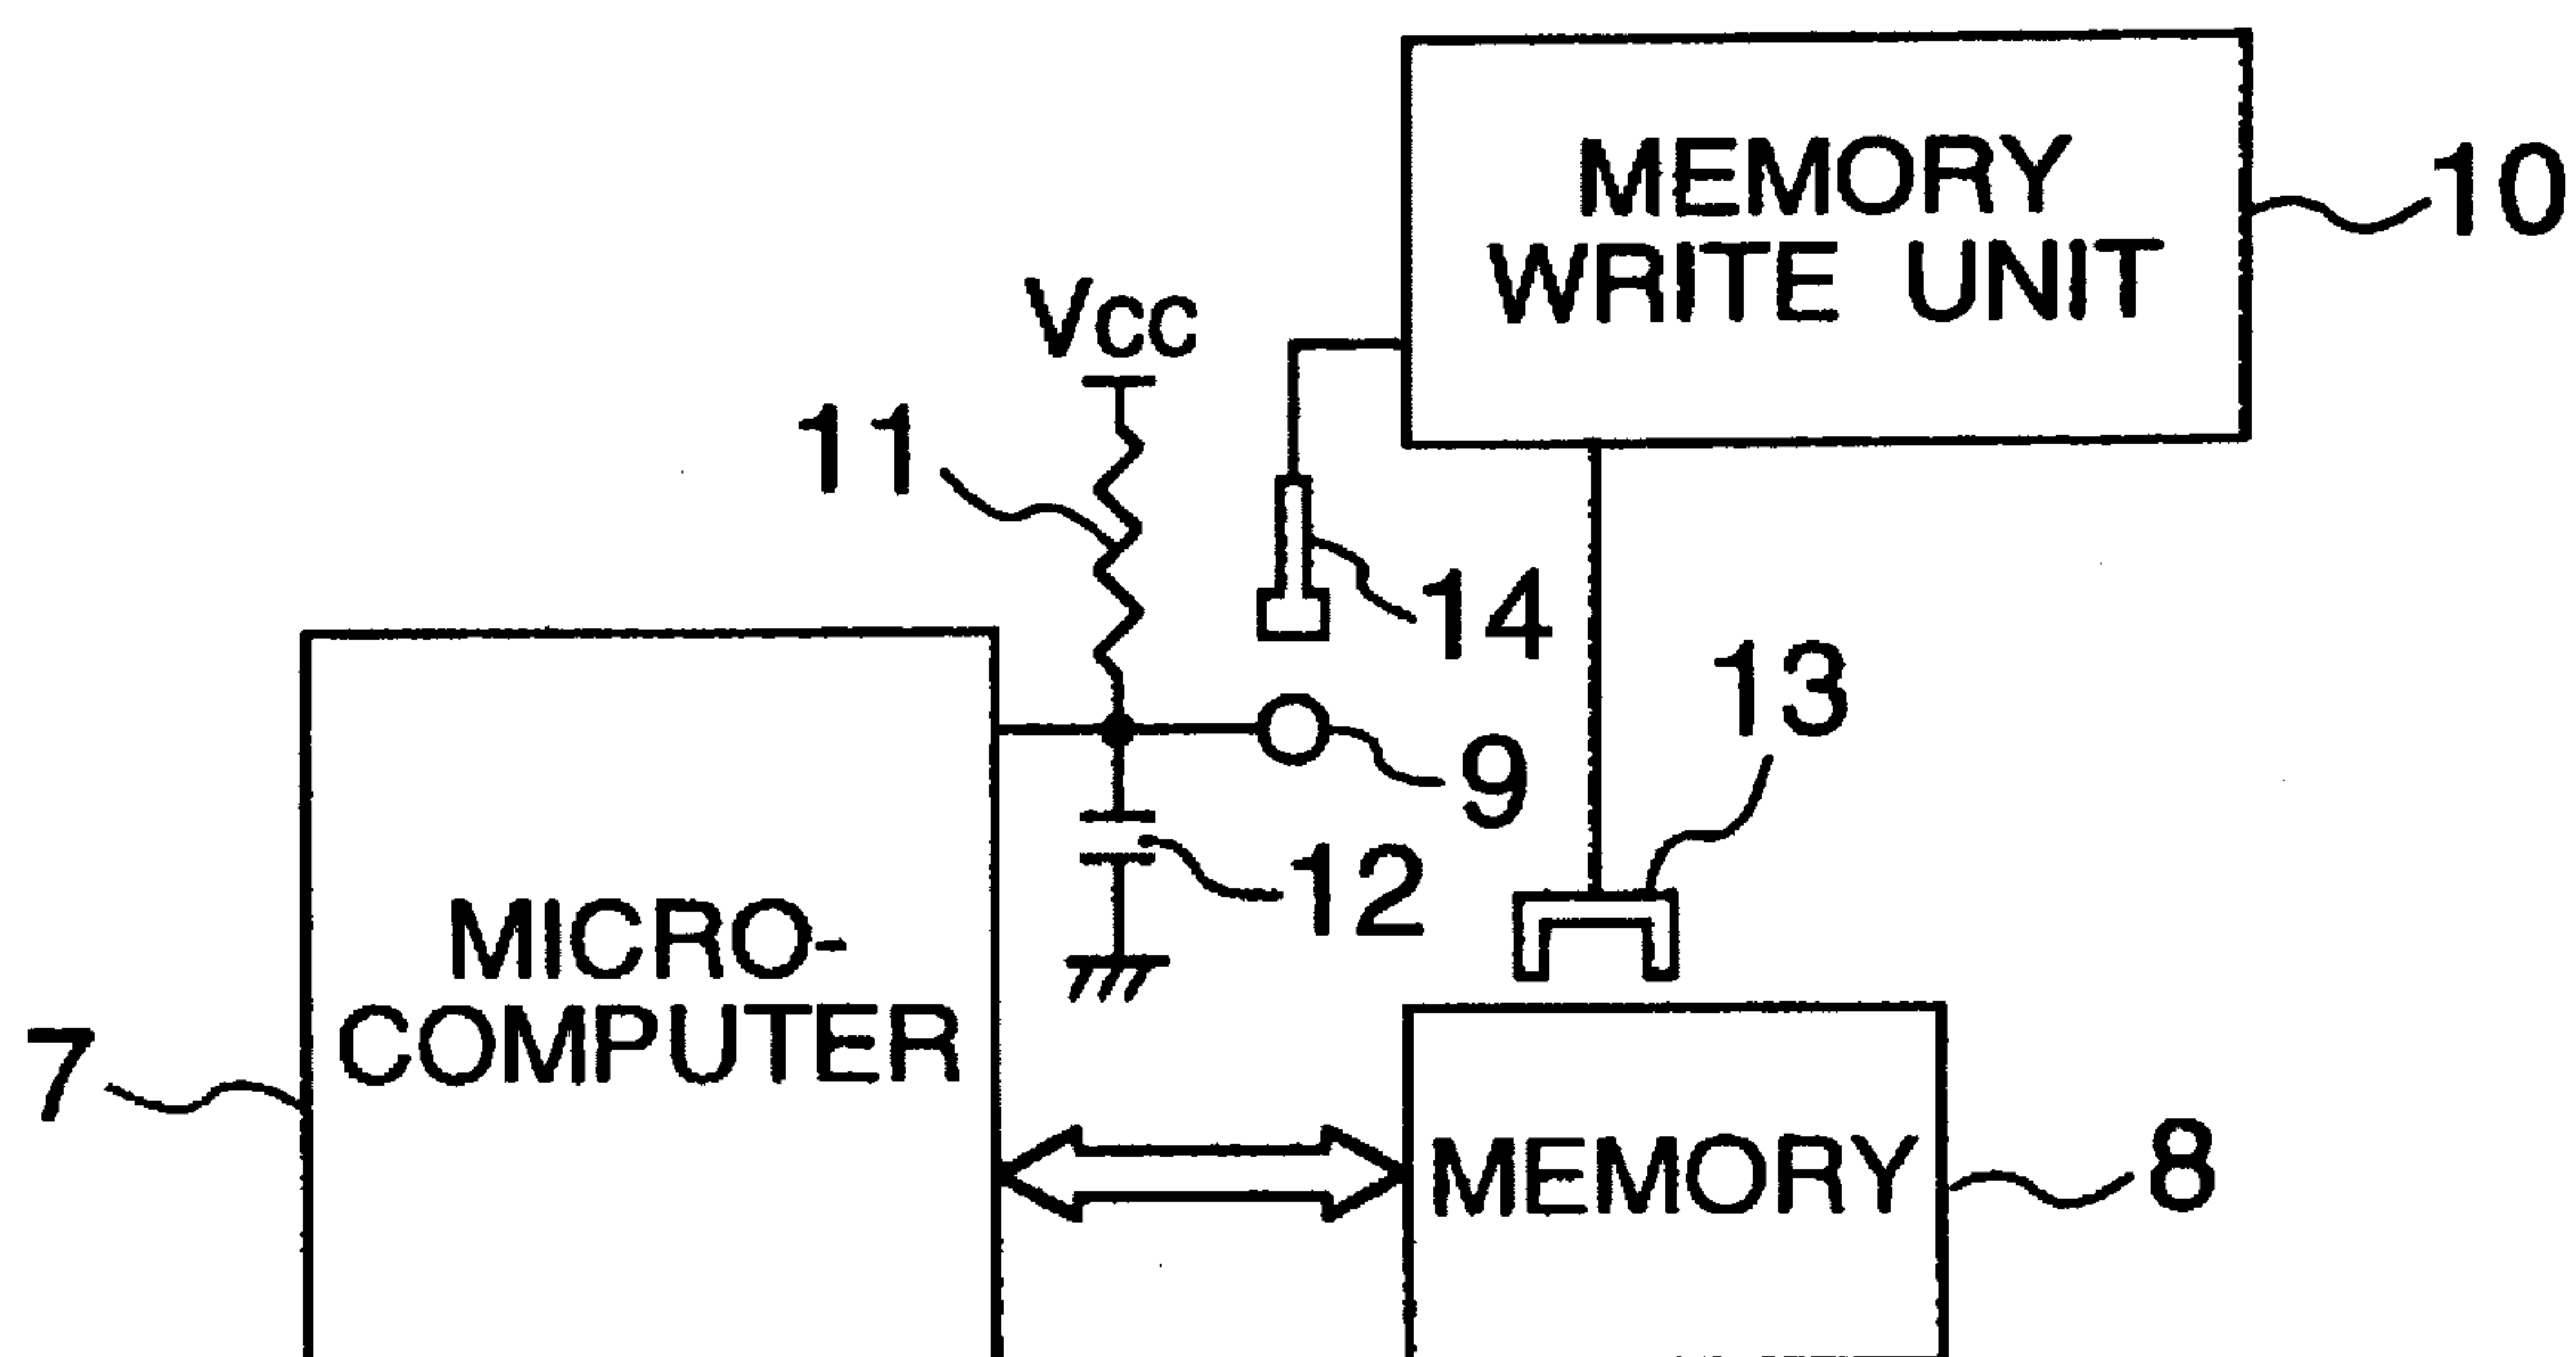 MEMORY
WRITE UNIT
10
Vcc
11
14
13
9
12
MICRO-
COMPUTER
7
MEMORY
8